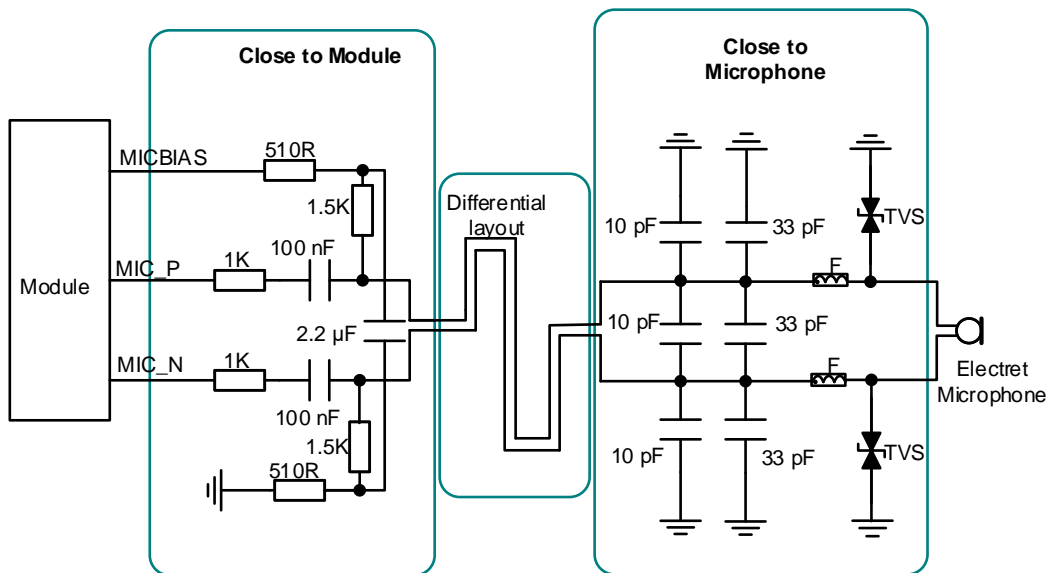 Close to Module
Close to
Microphone
MICBIAS
510R
1.5K
Differential
layout
10 pF
33 pF
TVS
100 nF
MIC_P
1K
F
Module
2.2 µF
10 pF
33 pF
MIC_N
1K
F
Electret
Microphone
100 nF
1.5K
10 pF
33 pF
TVS
510R